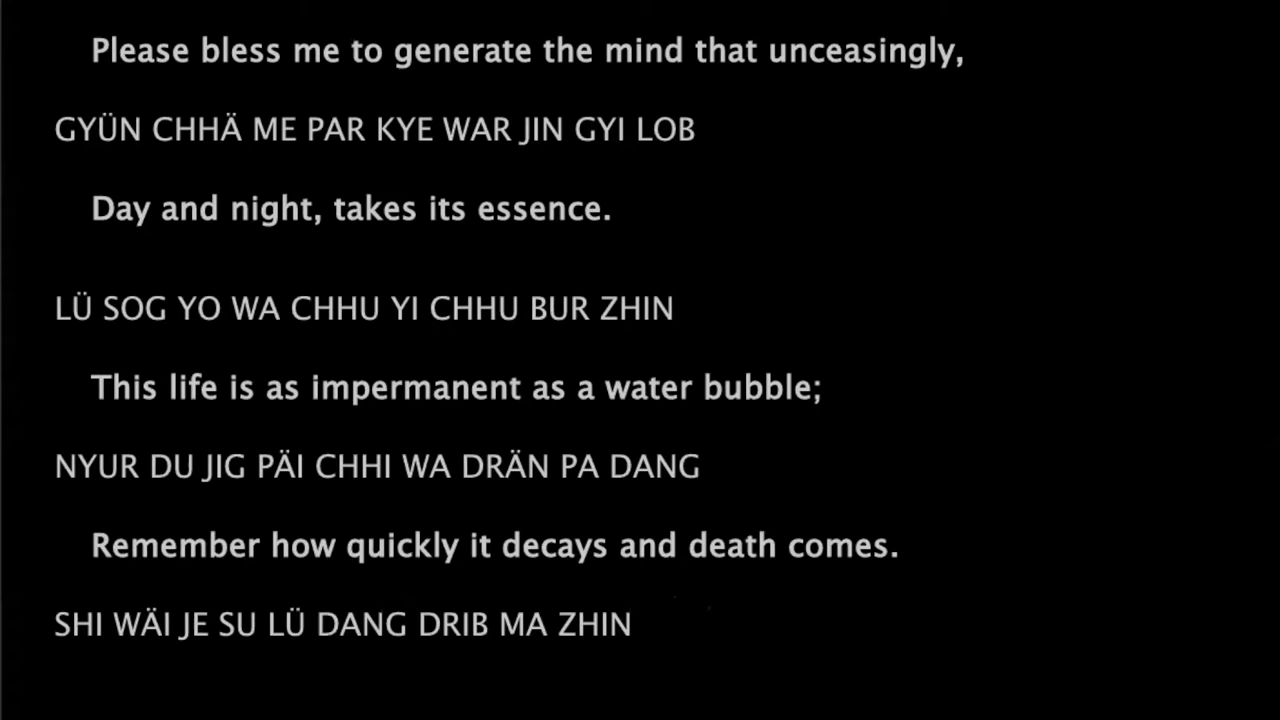 Please bless me to generate the mind that unceasingly,
GYÜN CHHÄ ME PAR KYE WAR JIN GYI LOB
Day and night, takes its essence.
LÜ SOG YO WA CHHU YI CHHU BUR ZHIN
This life is as impermanent as a water bubble;
NYUR DU JIG PÄI CHHI WA DRÄN PA DANG
Remember how quickly it decays and death comes.
SHI WÄI JE SU LÜ DANG DRIB MA ZHIN